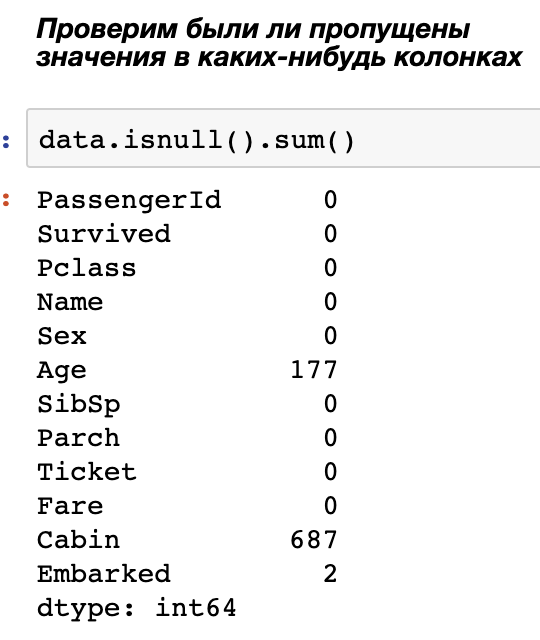 Проверим были ли пропущены
значения в каких-нибудь колонках
: data.isnull().sum()
: PassengerId 0
Survived 0
Pclass 0
Name 0
Sex 0
Age 177
SibSp 0
Parch 0
Ticket 0
Fare 0
Cabin 687
Embarked 2
dtype: int64